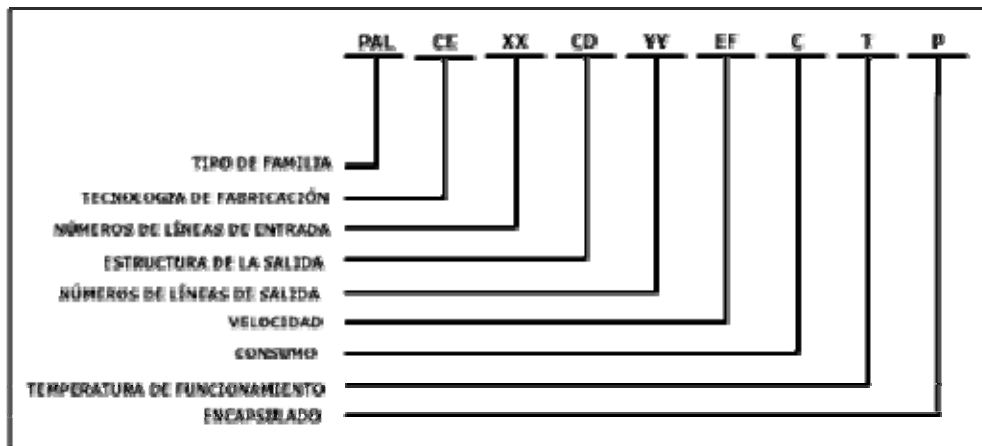 PAL CE XX CD YY EF C T P
TIPO DE FAMILIA
TECNOLOGIA DE FABRICACIÓN
NÚMEROS DE LÍNEAS DE ENTRADA
ESTRUCTURA DE LA SALIDA
NÚMEROS DE LÍNEAS DE SALIDA
VELOCIDAD
CONSUMO
TEMPERATURA DE FUNCIONAMIENTO
ENCAPSULADO